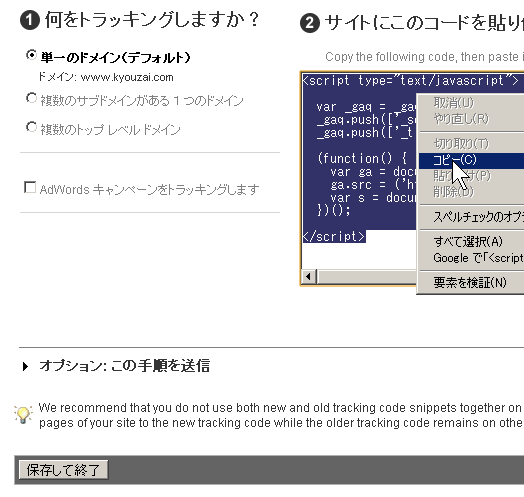 1 何をトラッキングしますか？
単一のドメイン(デフォルト)
ドメイン: www.kyouzai.com
複数のサブドメインがある 1 つのドメイン
複数のトップ レベル ドメイン
AdWords キャンペーンをトラッキングします
2 サイトにこのコードを貼り
Copy the following code, then paste i
<script type="text/javascript">
var _gaq = _ga
_gaq.push(['_s
_gaq.push(['_t
(function() {
var ga = doc
ga.src = ('h
var s = docu
})();
</script>
取消(U)
やり直し(R)
切り取り(T)
コピー(C)
(P)
削除(D)
スペルチェックのオプ
すべて選択(A)
Google で「<script
要素を検証(N)
オプション: この手順を送信
We recommend that you do not use both new and old tracking code snippets together on
pages of your site to the new tracking code while the older tracking code remains on othe
保存して終了